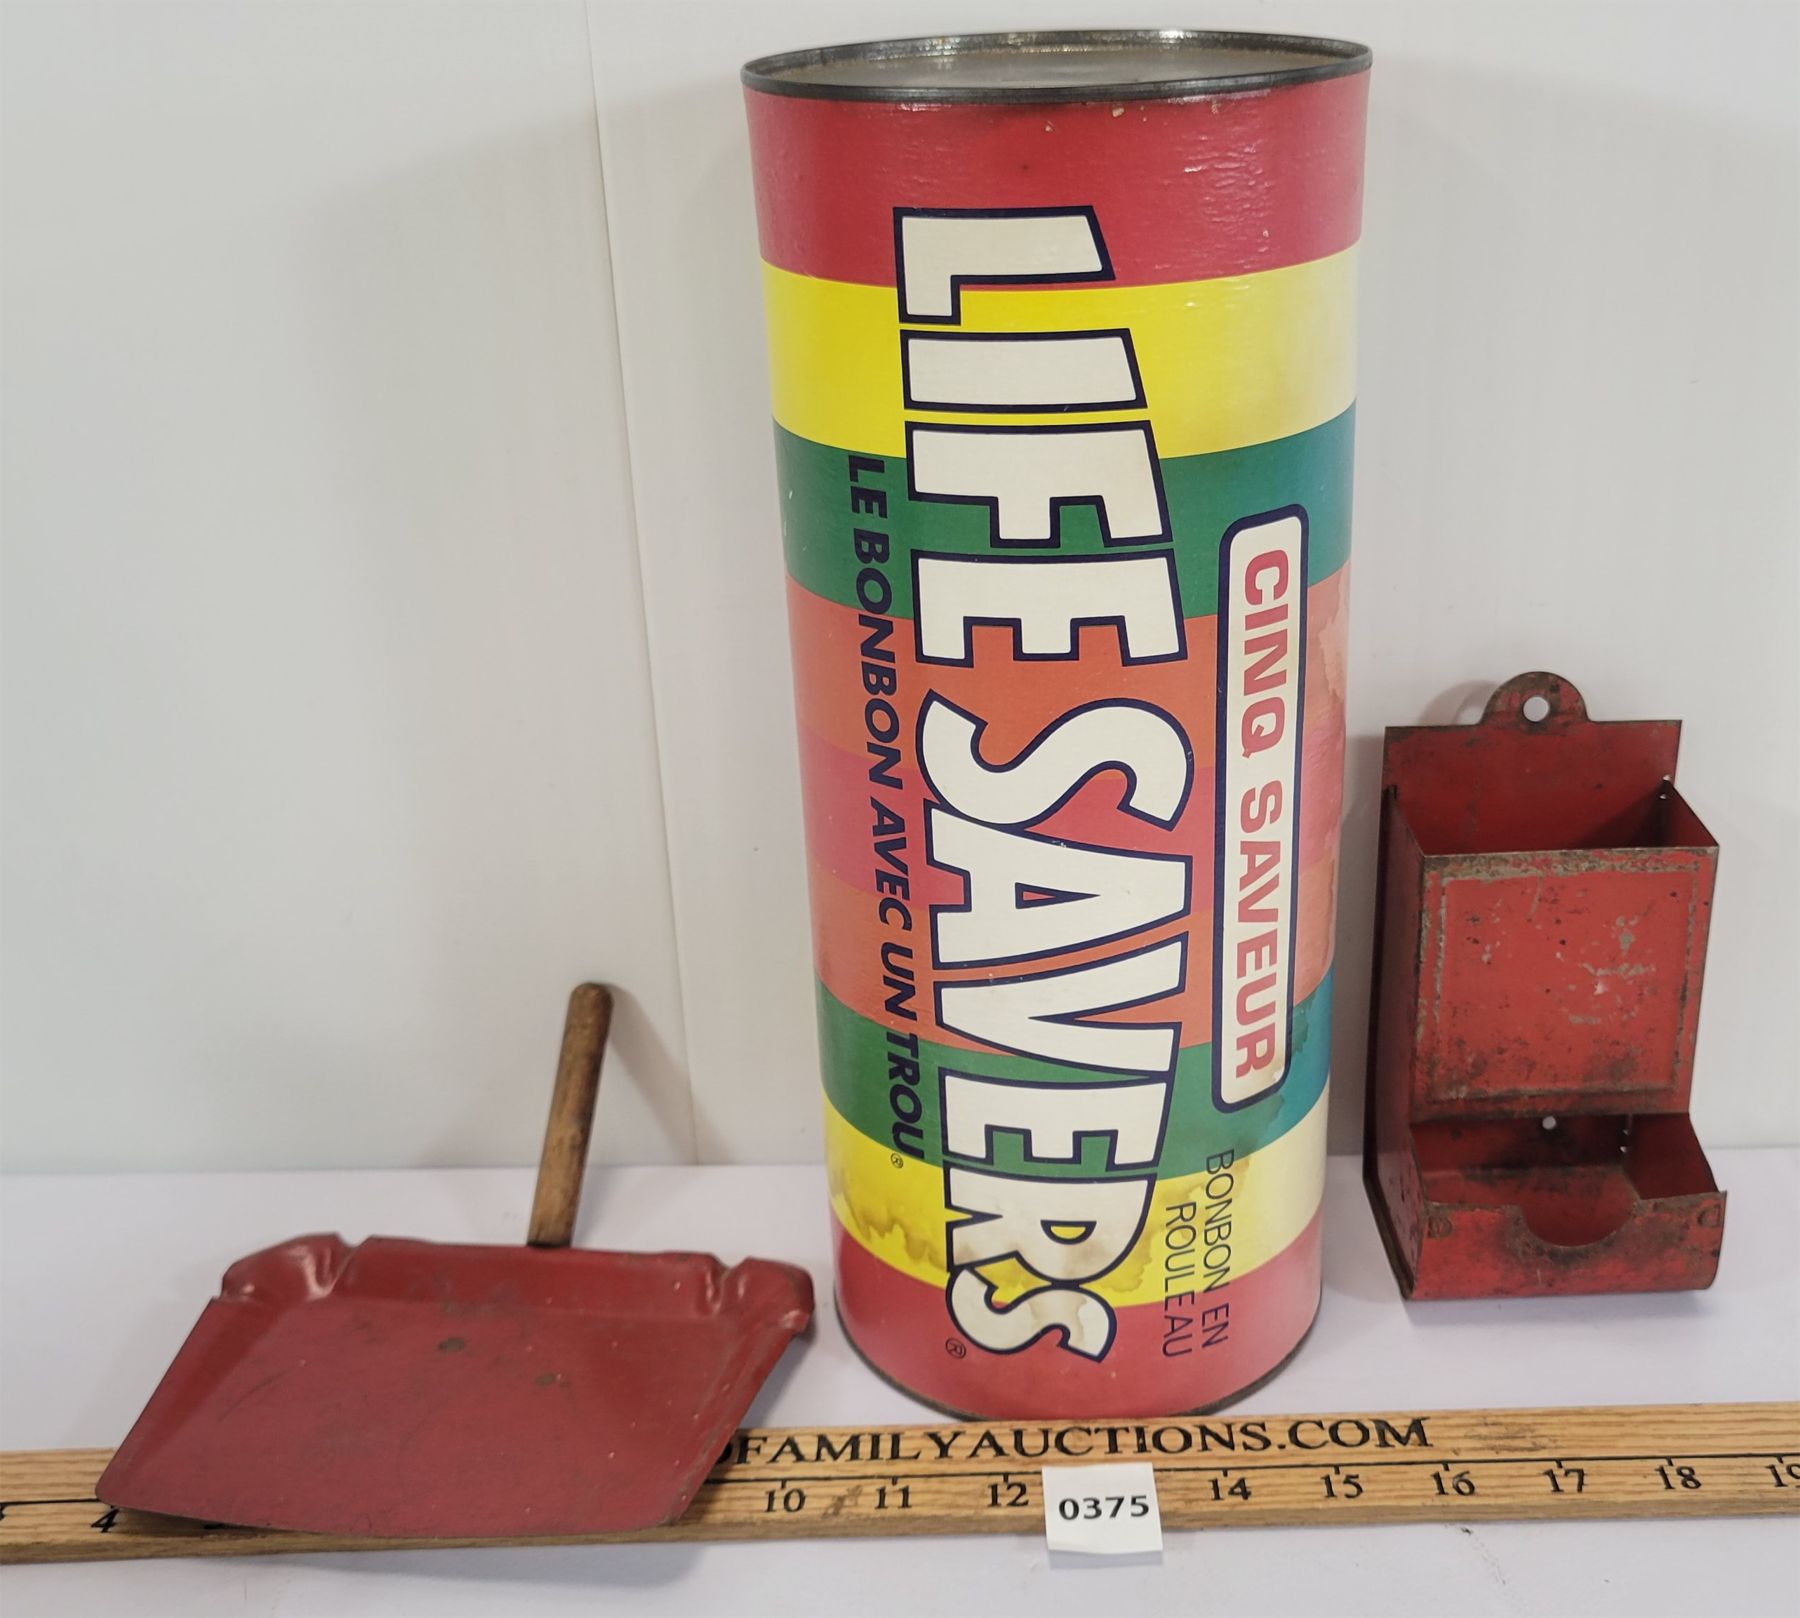 CINQ SAVEUR
LIFE SAVERS®
LE BONBON AVEC UN TROU®
BONBON EN
ROULEAU
FAMILYAUCTIONS.COM
4 10 11 12 14 15 16 17 18 19
0375